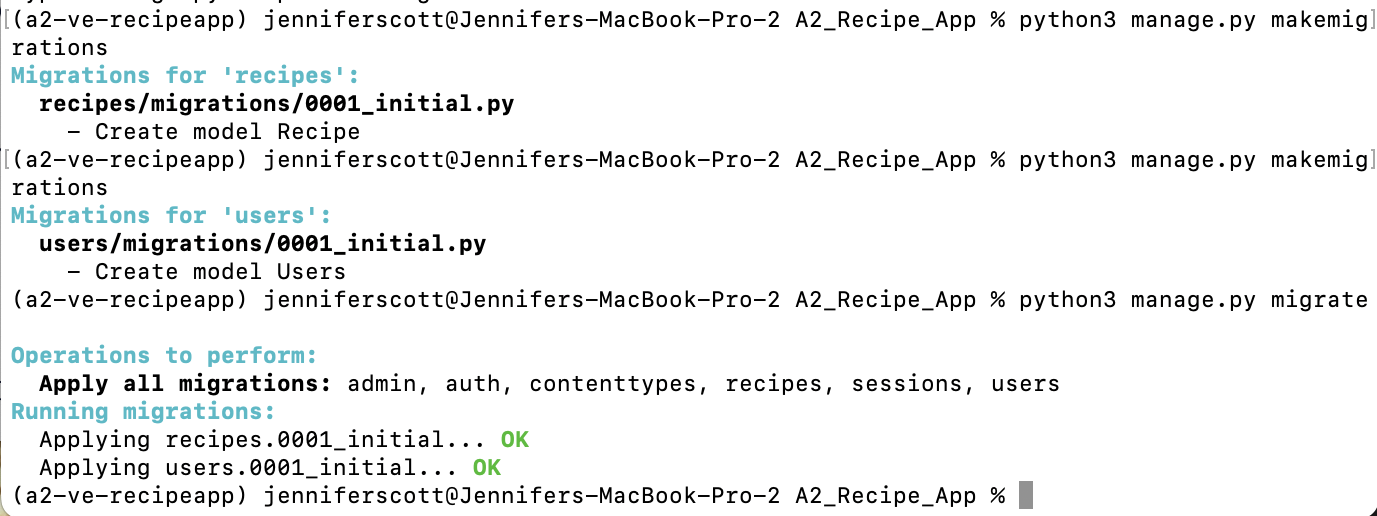 [(a2-ve-recipeapp) jenniferscott@Jennifers-MacBook-Pro-2 A2_Recipe_App % python3 manage.py makemig]
rations
Migrations for 'recipes':
  recipes/migrations/0001_initial.py
    - Create model Recipe
[(a2-ve-recipeapp) jenniferscott@Jennifers-MacBook-Pro-2 A2_Recipe_App % python3 manage.py makemig]
rations
Migrations for 'users':
  users/migrations/0001_initial.py
    - Create model Users
(a2-ve-recipeapp) jenniferscott@Jennifers-MacBook-Pro-2 A2_Recipe_App % python3 manage.py migrate
Operations to perform:
  Apply all migrations: admin, auth, contenttypes, recipes, sessions, users
Running migrations:
  Applying recipes.0001_initial... OK
  Applying users.0001_initial... OK
(a2-ve-recipeapp) jenniferscott@Jennifers-MacBook-Pro-2 A2_Recipe_App %